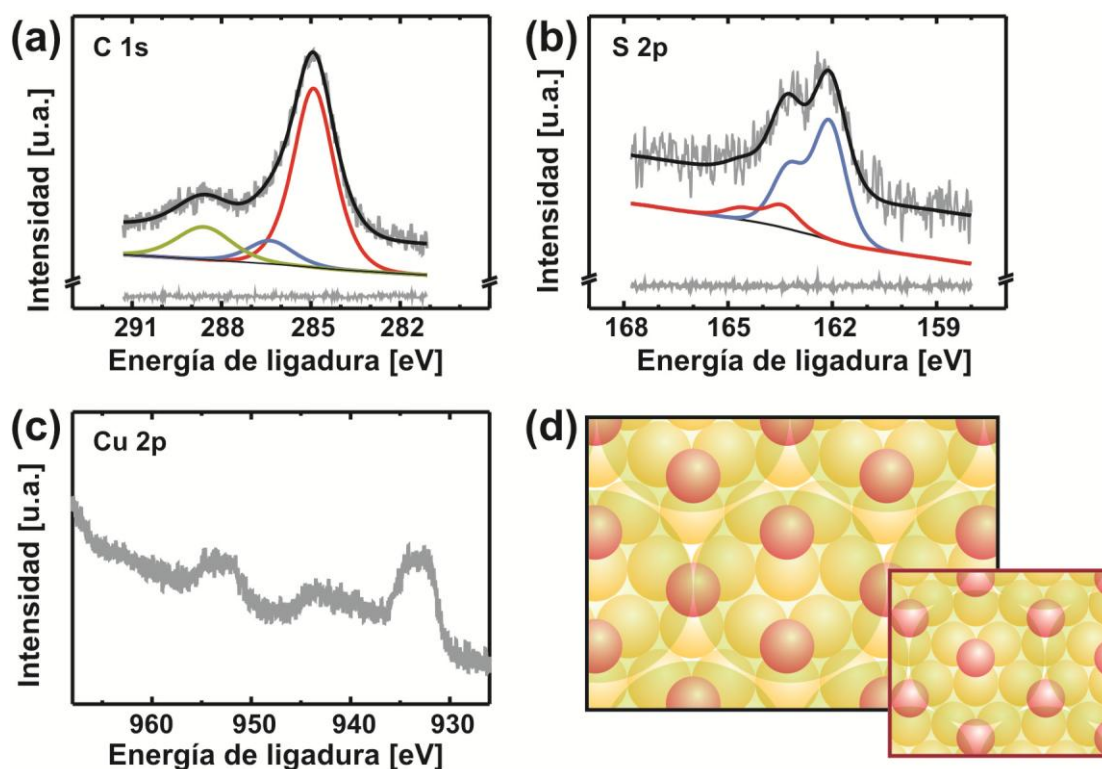 (a)
C 1s
Intensidad [u.a.]
291 288 285 282
Energía de ligadura [eV]
(b)
S 2p
Intensidad [u.a.]
168 165 162 159
Energía de ligadura [eV]
(c)
Cu 2p
Intensidad [u.a.]
960 950 940 930
Energía de ligadura [eV]
(d)